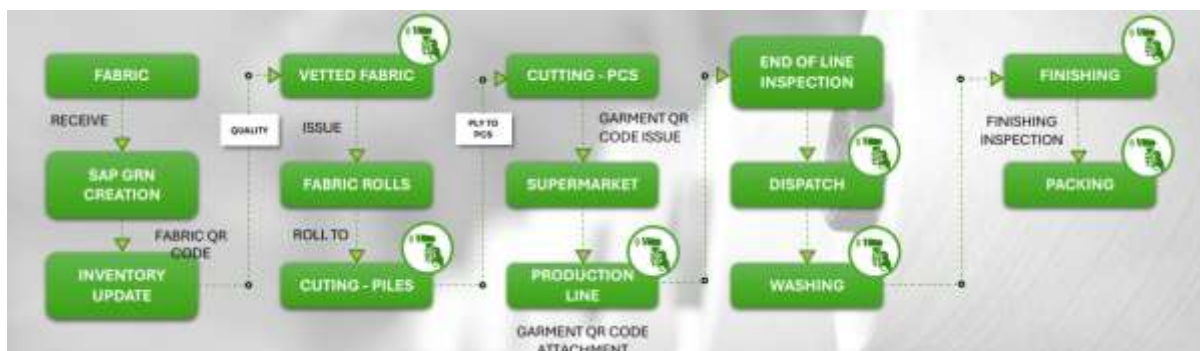 FABRIC
RECEIVE
SAP GRN
CREATION
FABRIC QR
CODE
INVENTORY
UPDATE
QUALITY
VETTED FABRIC
ISSUE
FABRIC ROLLS
ROLL TO
CUTING - PILES
PLY TO
PCS
CUTTING - PCS
GARMENT QR
CODE ISSUE
SUPERMARKET
PRODUCTION
LINE
GARMENT QR CODE
ATTACHMENT
END OF LINE
INSPECTION
DISPATCH
WASHING
FINISHING
FINISHING
INSPECTION
PACKING